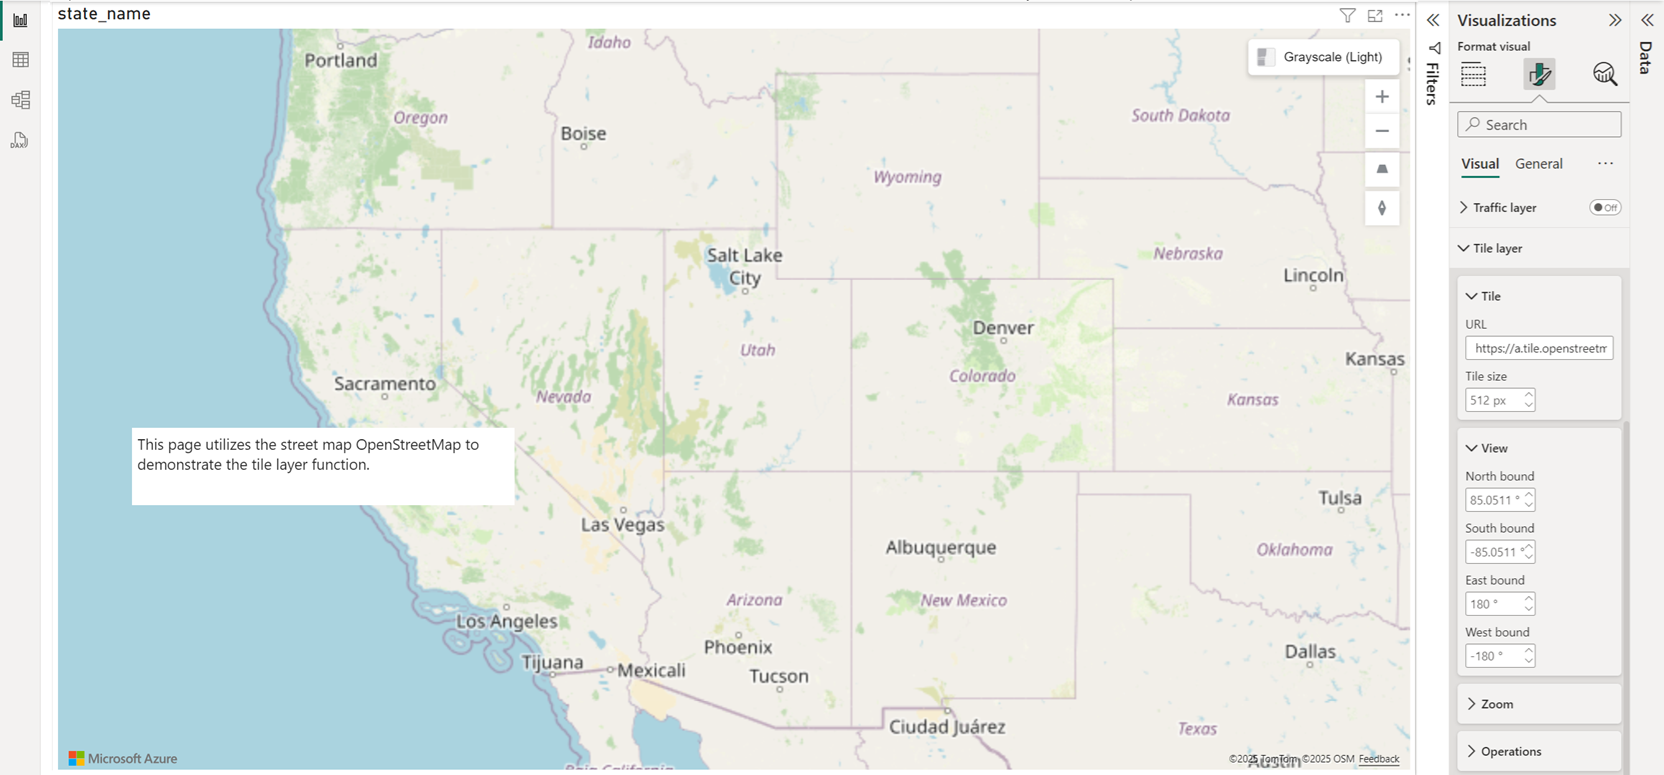 state_name
Idaho
Portland
Grayscale (Light)
Oregon
South Dakota
Boise
Wyoming
Salt Lake
City
Nebraska
Lincoln
Denver
Utah
Kansas
Sacramento
Colorado
Nevada
Kansas
This page utilizes the street map OpenStreetMap to
demonstrate the tile layer function.
Tulsa
Las Vegas
Albuquerque
Oklahoma
Arizona
New Mexico
Los Angeles
Phoenix
Dallas
Tijuana
Mexicali
Tucson
Ciudad Juárez
Texas
Microsoft Azure
©2025 TomTom, ©2025 OSM Feedback
Austin
Baja California
Filters
Visualizations
Format visual
Search
Visual General
Traffic layer
Off
Tile layer
Tile
URL
https://a.tile.openstreetm
Tile size
512 px
View
North bound
85.0511 °
South bound
-85.0511 °
East bound
180 °
West bound
-180 °
Zoom
Operations
Data
DAX